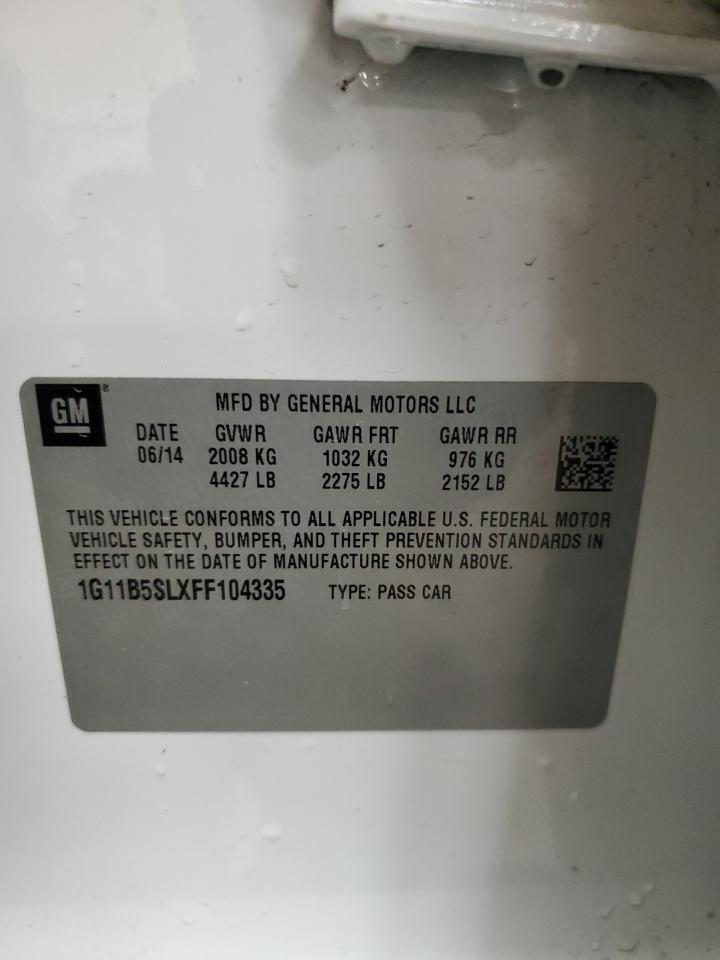 GM ®
MFD BY GENERAL MOTORS LLC
DATE GVWR GAWR FRT GAWR RR
06/14 2008 KG 1032 KG 976 KG
4427 LB 2275 LB 2152 LB
THIS VEHICLE CONFORMS TO ALL APPLICABLE U.S. FEDERAL MOTOR
VEHICLE SAFETY, BUMPER, AND THEFT PREVENTION STANDARDS IN
EFFECT ON THE DATE OF MANUFACTURE SHOWN ABOVE.
1G11B5SLXFF104335 TYPE: PASS CAR